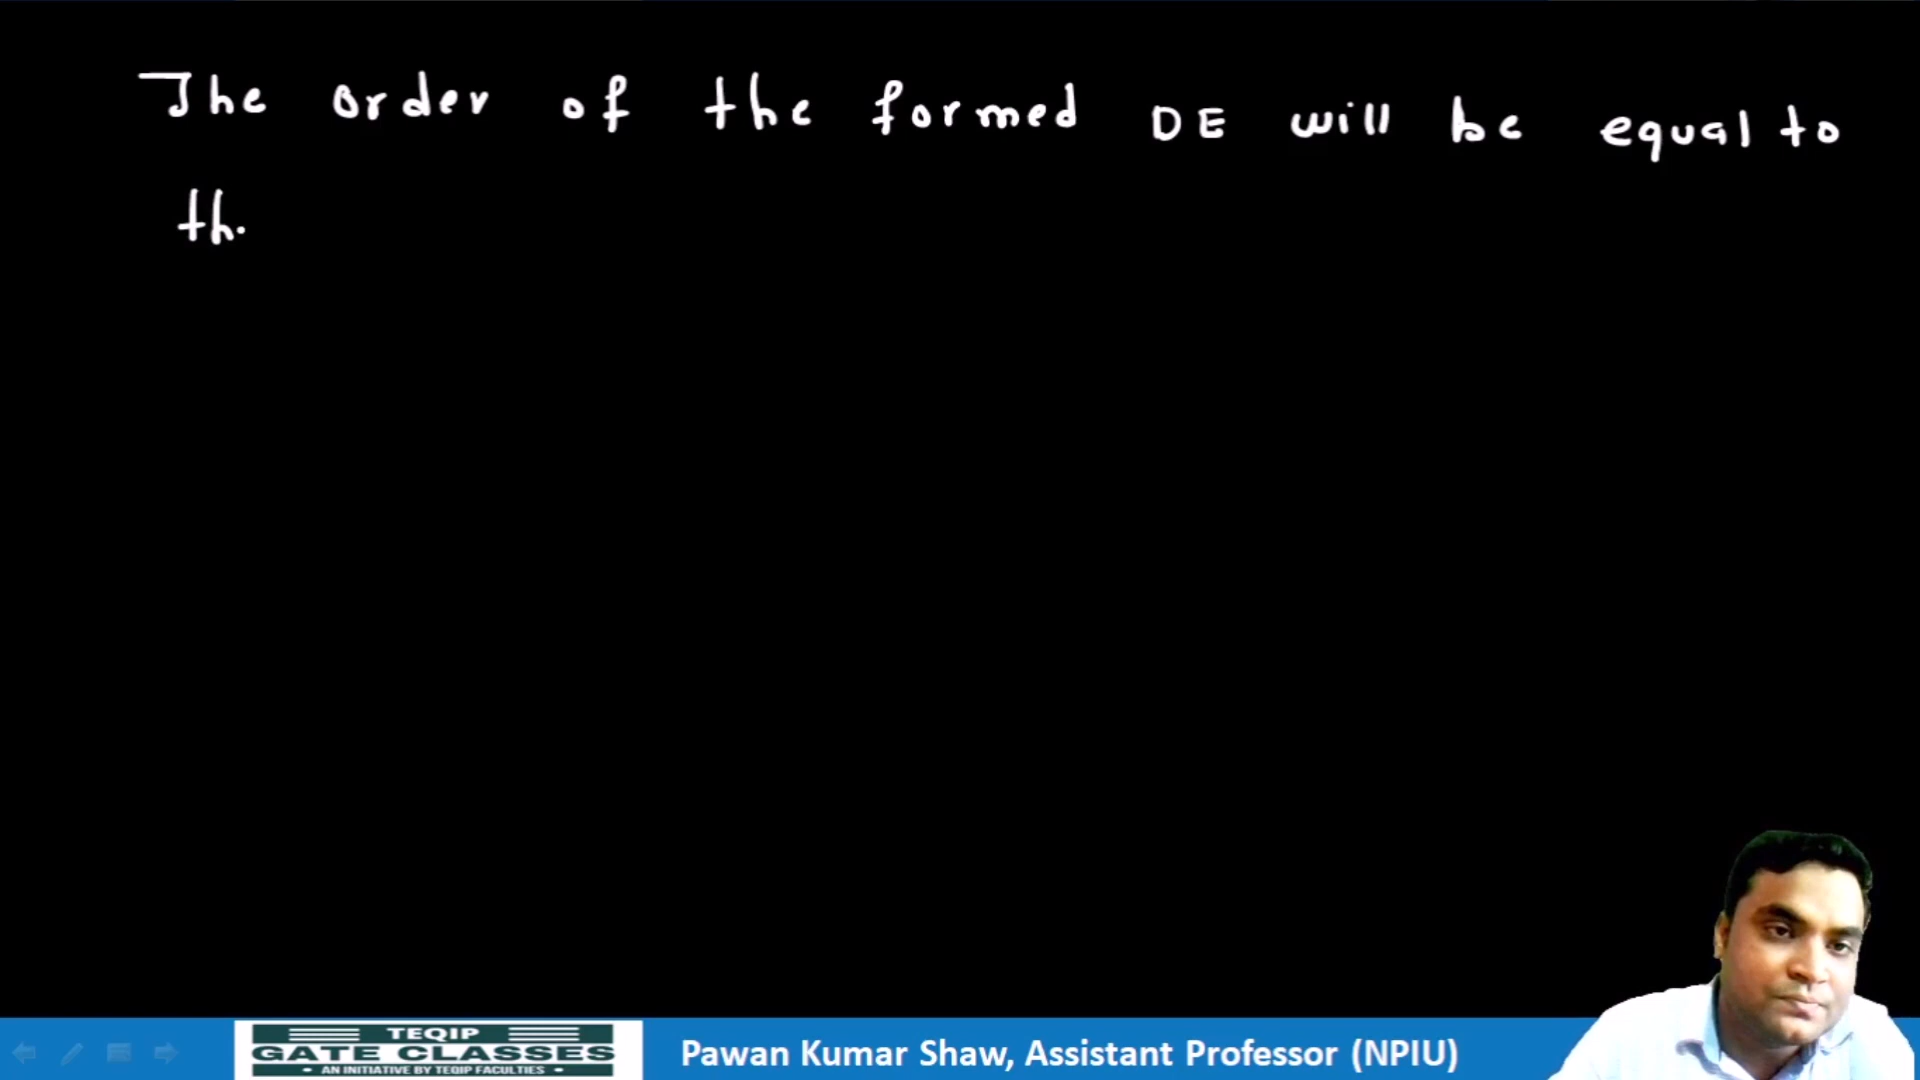 The order of the formed DE will be equal to
th
TEQIP
GATE CLASSES
• AN INITIATIVE BY TEQIP FACULTIES •
Pawan Kumar Shaw, Assistant Professor (NPIU)